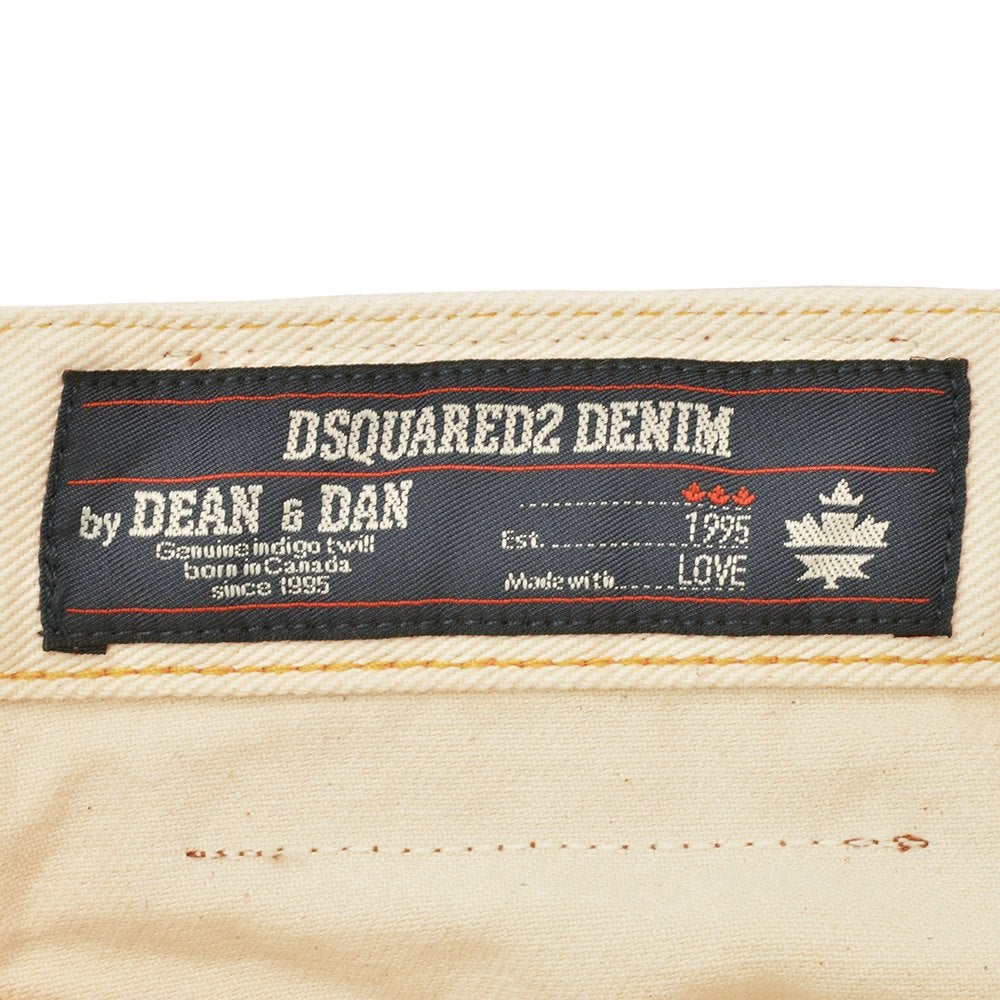 DSQUARED2 DENIM
by DEAN & DAN
Genuine indigo twill
born in Canada
since 1995
Est. 1995
Made with LOVE